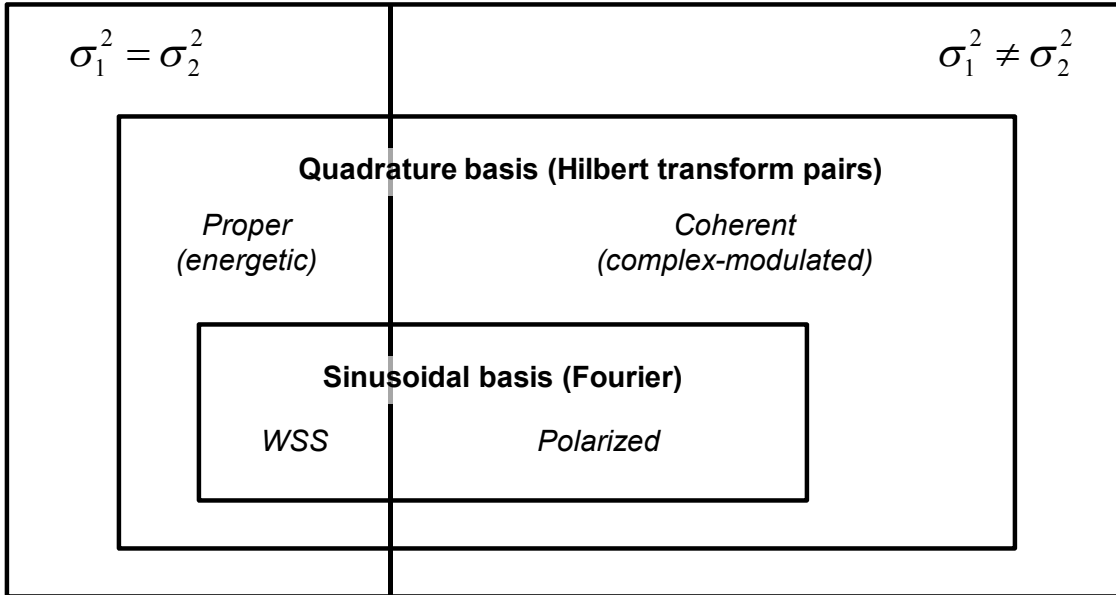 σ₁² = σ₂²
σ₁² ≠ σ₂²
Quadrature basis (Hilbert transform pairs)
Proper
(energetic)
Coherent
(complex-modulated)
Sinusoidal basis (Fourier)
WSS
Polarized